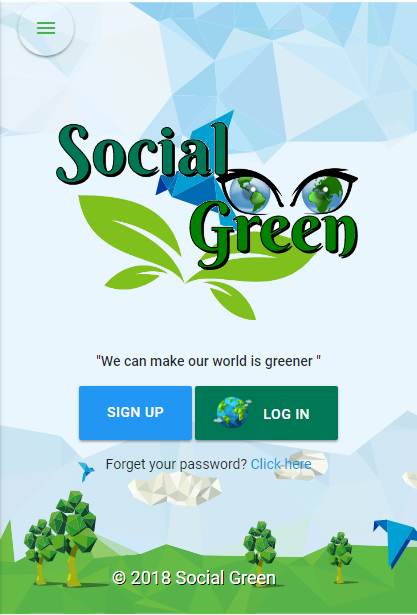 Social
Green
"We can make our world is greener "
SIGN UP
LOG IN
Forget your password? Click here
© 2018 Social Green